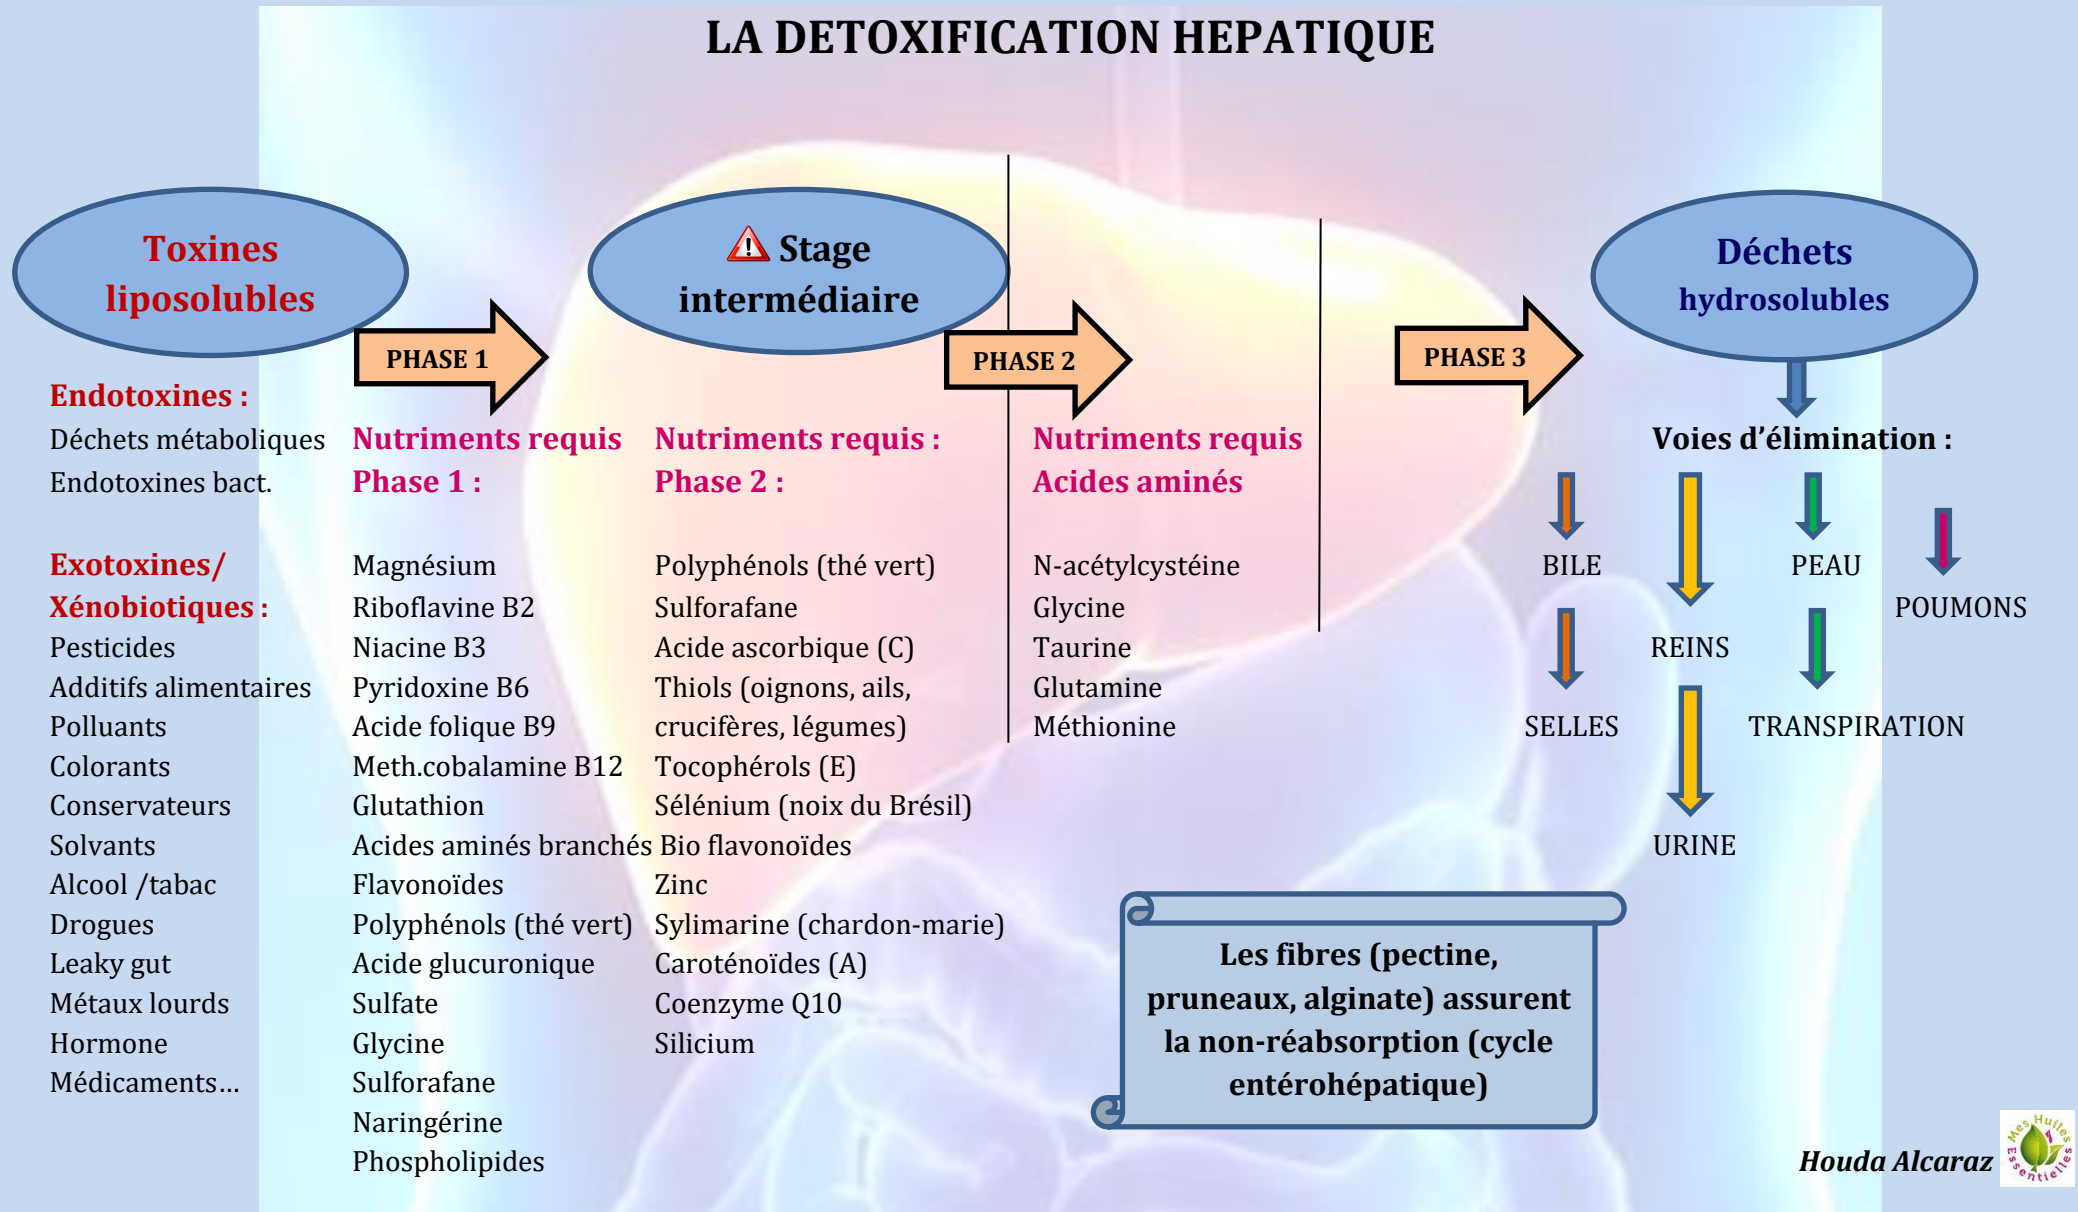 LA DETOXIFICATION HEPATIQUE
Toxines
liposolubles
PHASE 1
Stage
intermédiaire
PHASE 2
PHASE 3
Déchets
hydrosolubles
Endotoxines :
Déchets métaboliques
Endotoxines bact.
Exotoxines/
Xénobiotiques :
Pesticides
Additifs alimentaires
Polluants
Colorants
Conservateurs
Solvants
Alcool /tabac
Drogues
Leaky gut
Métaux lourds
Hormone
Médicaments…
Nutriments requis
Phase 1 :
Magnésium
Riboflavine B2
Niacine B3
Pyridoxine B6
Acide folique B9
Meth.cobalamine B12
Glutathion
Acides aminés branchés
Flavonoïdes
Polyphénols (thé vert)
Acide glucuronique
Sulfate
Glycine
Sulforafane
Naringérine
Phospholipides
Nutriments requis :
Phase 2 :
Polyphénols (thé vert)
Sulforafane
Acide ascorbique (C)
Thiols (oignons, ails,
crucifères, légumes)
Tocophérols (E)
Sélénium (noix du Brésil)
Bio flavonoïdes
Zinc
Sylimarine (chardon-marie)
Caroténoïdes (A)
Coenzyme Q10
Silicium
Nutriments requis
Acides aminés
N-acétylcystéine
Glycine
Taurine
Glutamine
Méthionine
Voies d’élimination :
BILE
SELLES
REINS
URINE
PEAU
TRANSPIRATION
POUMONS
Les fibres (pectine,
pruneaux, alginate) assurent
la non-réabsorption (cycle
entérohépatique)
Houda Alcaraz
Mes Huiles
Essentielles